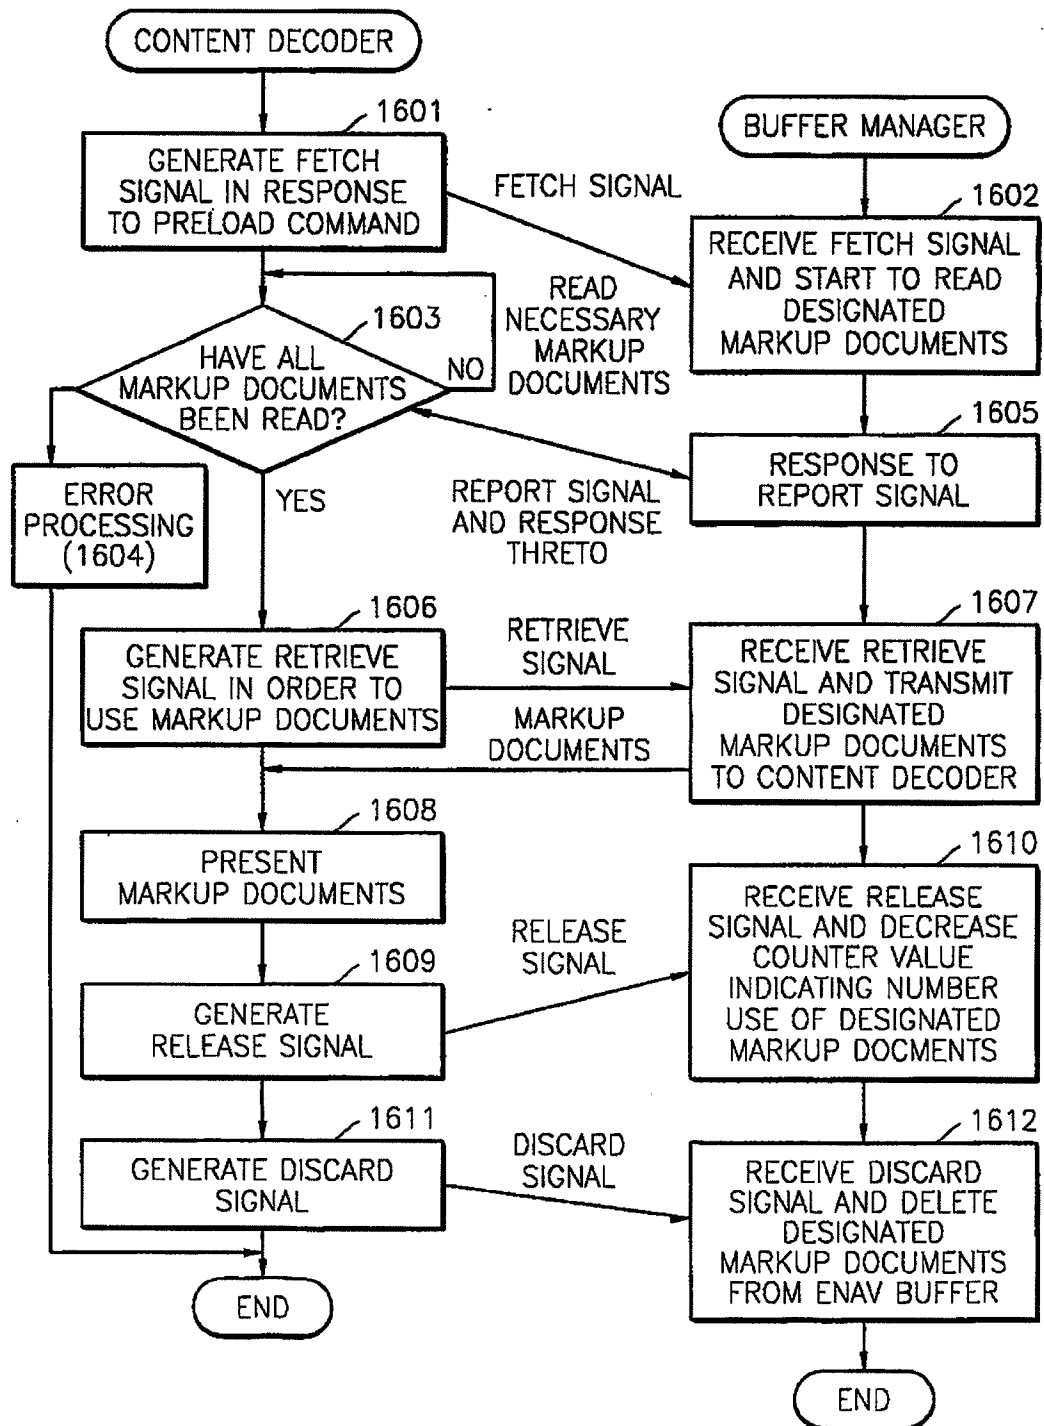 CONTENT DECODER
1601
GENERATE FETCH
SIGNAL IN RESPONSE
TO PRELOAD COMMAND
BUFFER MANAGER
FETCH SIGNAL
1602
RECEIVE FETCH SIGNAL
AND START TO READ
DESIGNATED
MARKUP DOCUMENTS
READ
NECESSARY
MARKUP
DOCUMENTS
1603
HAVE ALL
MARKUP DOCUMENTS
BEEN READ?
NO
YES
1605
RESPONSE TO
REPORT SIGNAL
ERROR
PROCESSING
(1604)
REPORT SIGNAL
AND RESPONSE
THRETO
1606
GENERATE RETRIEVE
SIGNAL IN ORDER TO
USE MARKUP DOCUMENTS
RETRIEVE
SIGNAL
1607
RECEIVE RETRIEVE
SIGNAL AND TRANSMIT
DESIGNATED
MARKUP DOCUMENTS
TO CONTENT DECODER
MARKUP
DOCUMENTS
1608
PRESENT
MARKUP DOCUMENTS
1609
GENERATE
RELEASE SIGNAL
RELEASE
SIGNAL
1610
RECEIVE RELEASE
SIGNAL AND DECREASE
COUNTER VALUE
INDICATING NUMBER
USE OF DESIGNATED
MARKUP DOCMENTS
1611
GENERATE DISCARD
SIGNAL
DISCARD
SIGNAL
1612
RECEIVE DISCARD
SIGNAL AND DELETE
DESIGNATED
MARKUP DOCUMENTS
FROM ENAV BUFFER
END
END